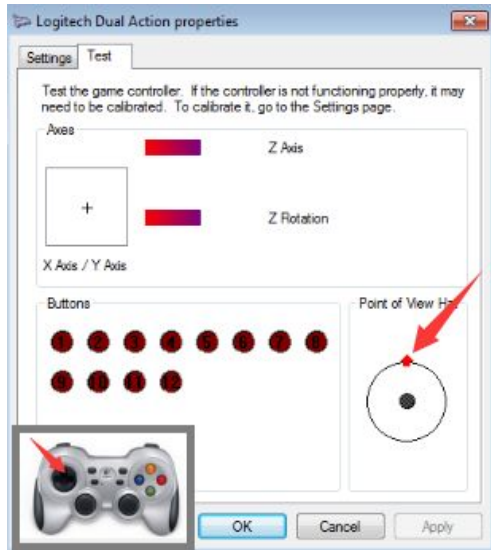 Logitech Dual Action properties
Settings Test
Test the game controller. If the controller is not functioning properly, it may
need to be calibrated. To calibrate it, go to the Settings page.
Axes
Z Axis
Z Rotation
X Axis / Y Axis
Buttons
Point of View Hat
1 2 3 4 5 6 7 8
9 10 11 12
OK Cancel Apply